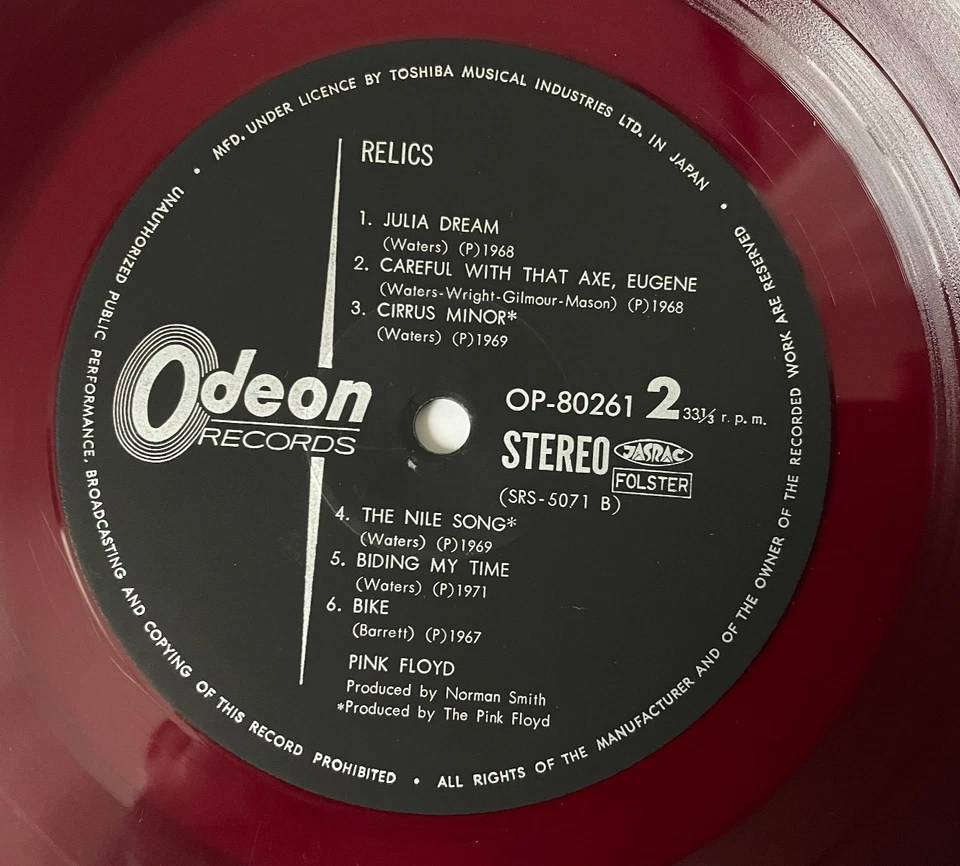 MFD. UNDER LICENCE BY TOSHIBA MUSICAL INDUSTRIES LTD. IN JAPAN •
RELICS
1. JULIA DREAM
(Waters) (P)1968
2. CAREFUL WITH THAT AXE, EUGENE
(Waters-Wright-Gilmour-Mason) (P)1968
3. CIRRUS MINOR*
(Waters) (P)1969
Odeon
RECORDS
OP-80261 2 33⅓ r. p. m.
STEREO JASRAC
FOLSTER
(SRS-5071 B)
4. THE NILE SONG*
(Waters) (P)1969
5. BIDING MY TIME
(Waters) (P)1971
6. BIKE
(Barrett) (P)1967
PINK FLOYD
Produced by Norman Smith
*Produced by The Pink Floyd
ALL RIGHTS OF THE MANUFACTURER AND OF THE OWNER OF THE RECORDED WORK ARE RESERVED •
UNAUTHORIZED PUBLIC PERFORMANCE, BROADCASTING AND COPYING OF THIS RECORD PROHIBITED •